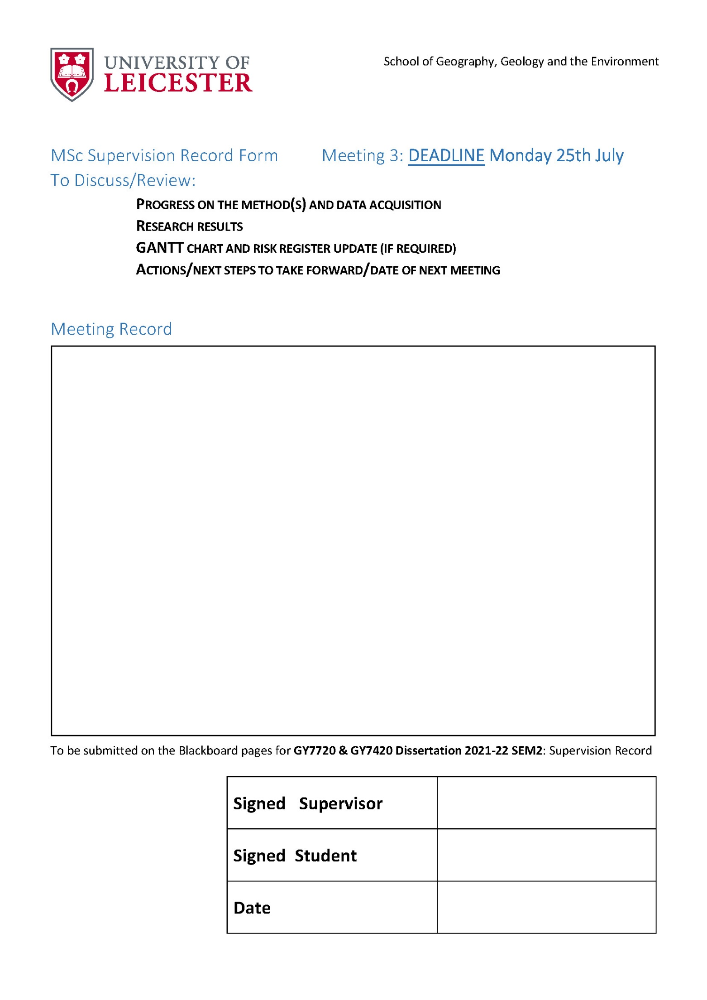 UNIVERSITY OF
LEICESTER
School of Geography, Geology and the Environment
MSc Supervision Record Form Meeting 3: DEADLINE Monday 25th July
To Discuss/Review:
PROGRESS ON THE METHOD(S) AND DATA ACQUISITION
RESEARCH RESULTS
GANTT CHART AND RISK REGISTER UPDATE (IF REQUIRED)
ACTIONS/NEXT STEPS TO TAKE FORWARD/DATE OF NEXT MEETING
Meeting Record
To be submitted on the Blackboard pages for GY7720 & GY7420 Dissertation 2021-22 SEM2: Supervision Record
Signed Supervisor
Signed Student
Date